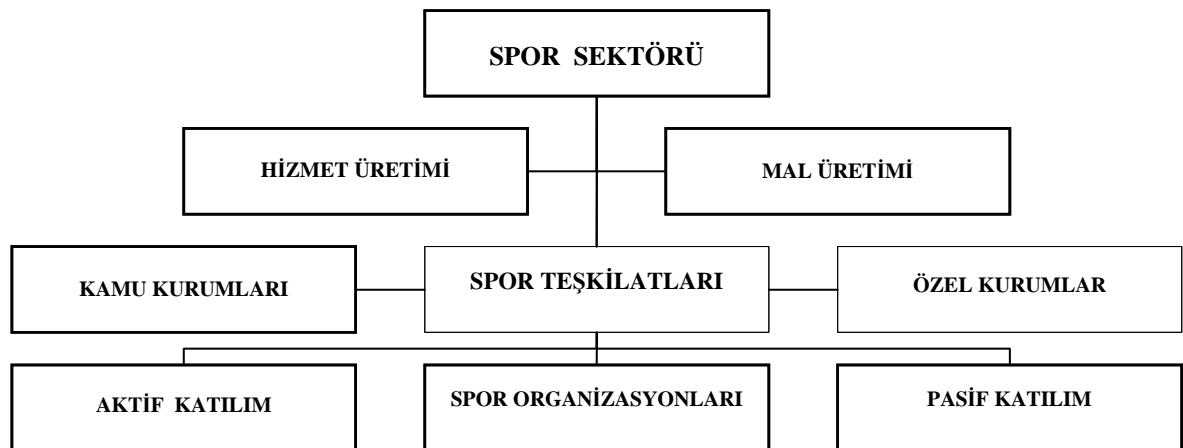 SPOR SEKTÖRÜ
HİZMET ÜRETİMİ
MAL ÜRETİMİ
KAMU KURUMLARI
SPOR TEŞKİLATLARI
ÖZEL KURUMLAR
AKTİF KATILIM
SPOR ORGANİZASYONLARI
PASİF KATILIM